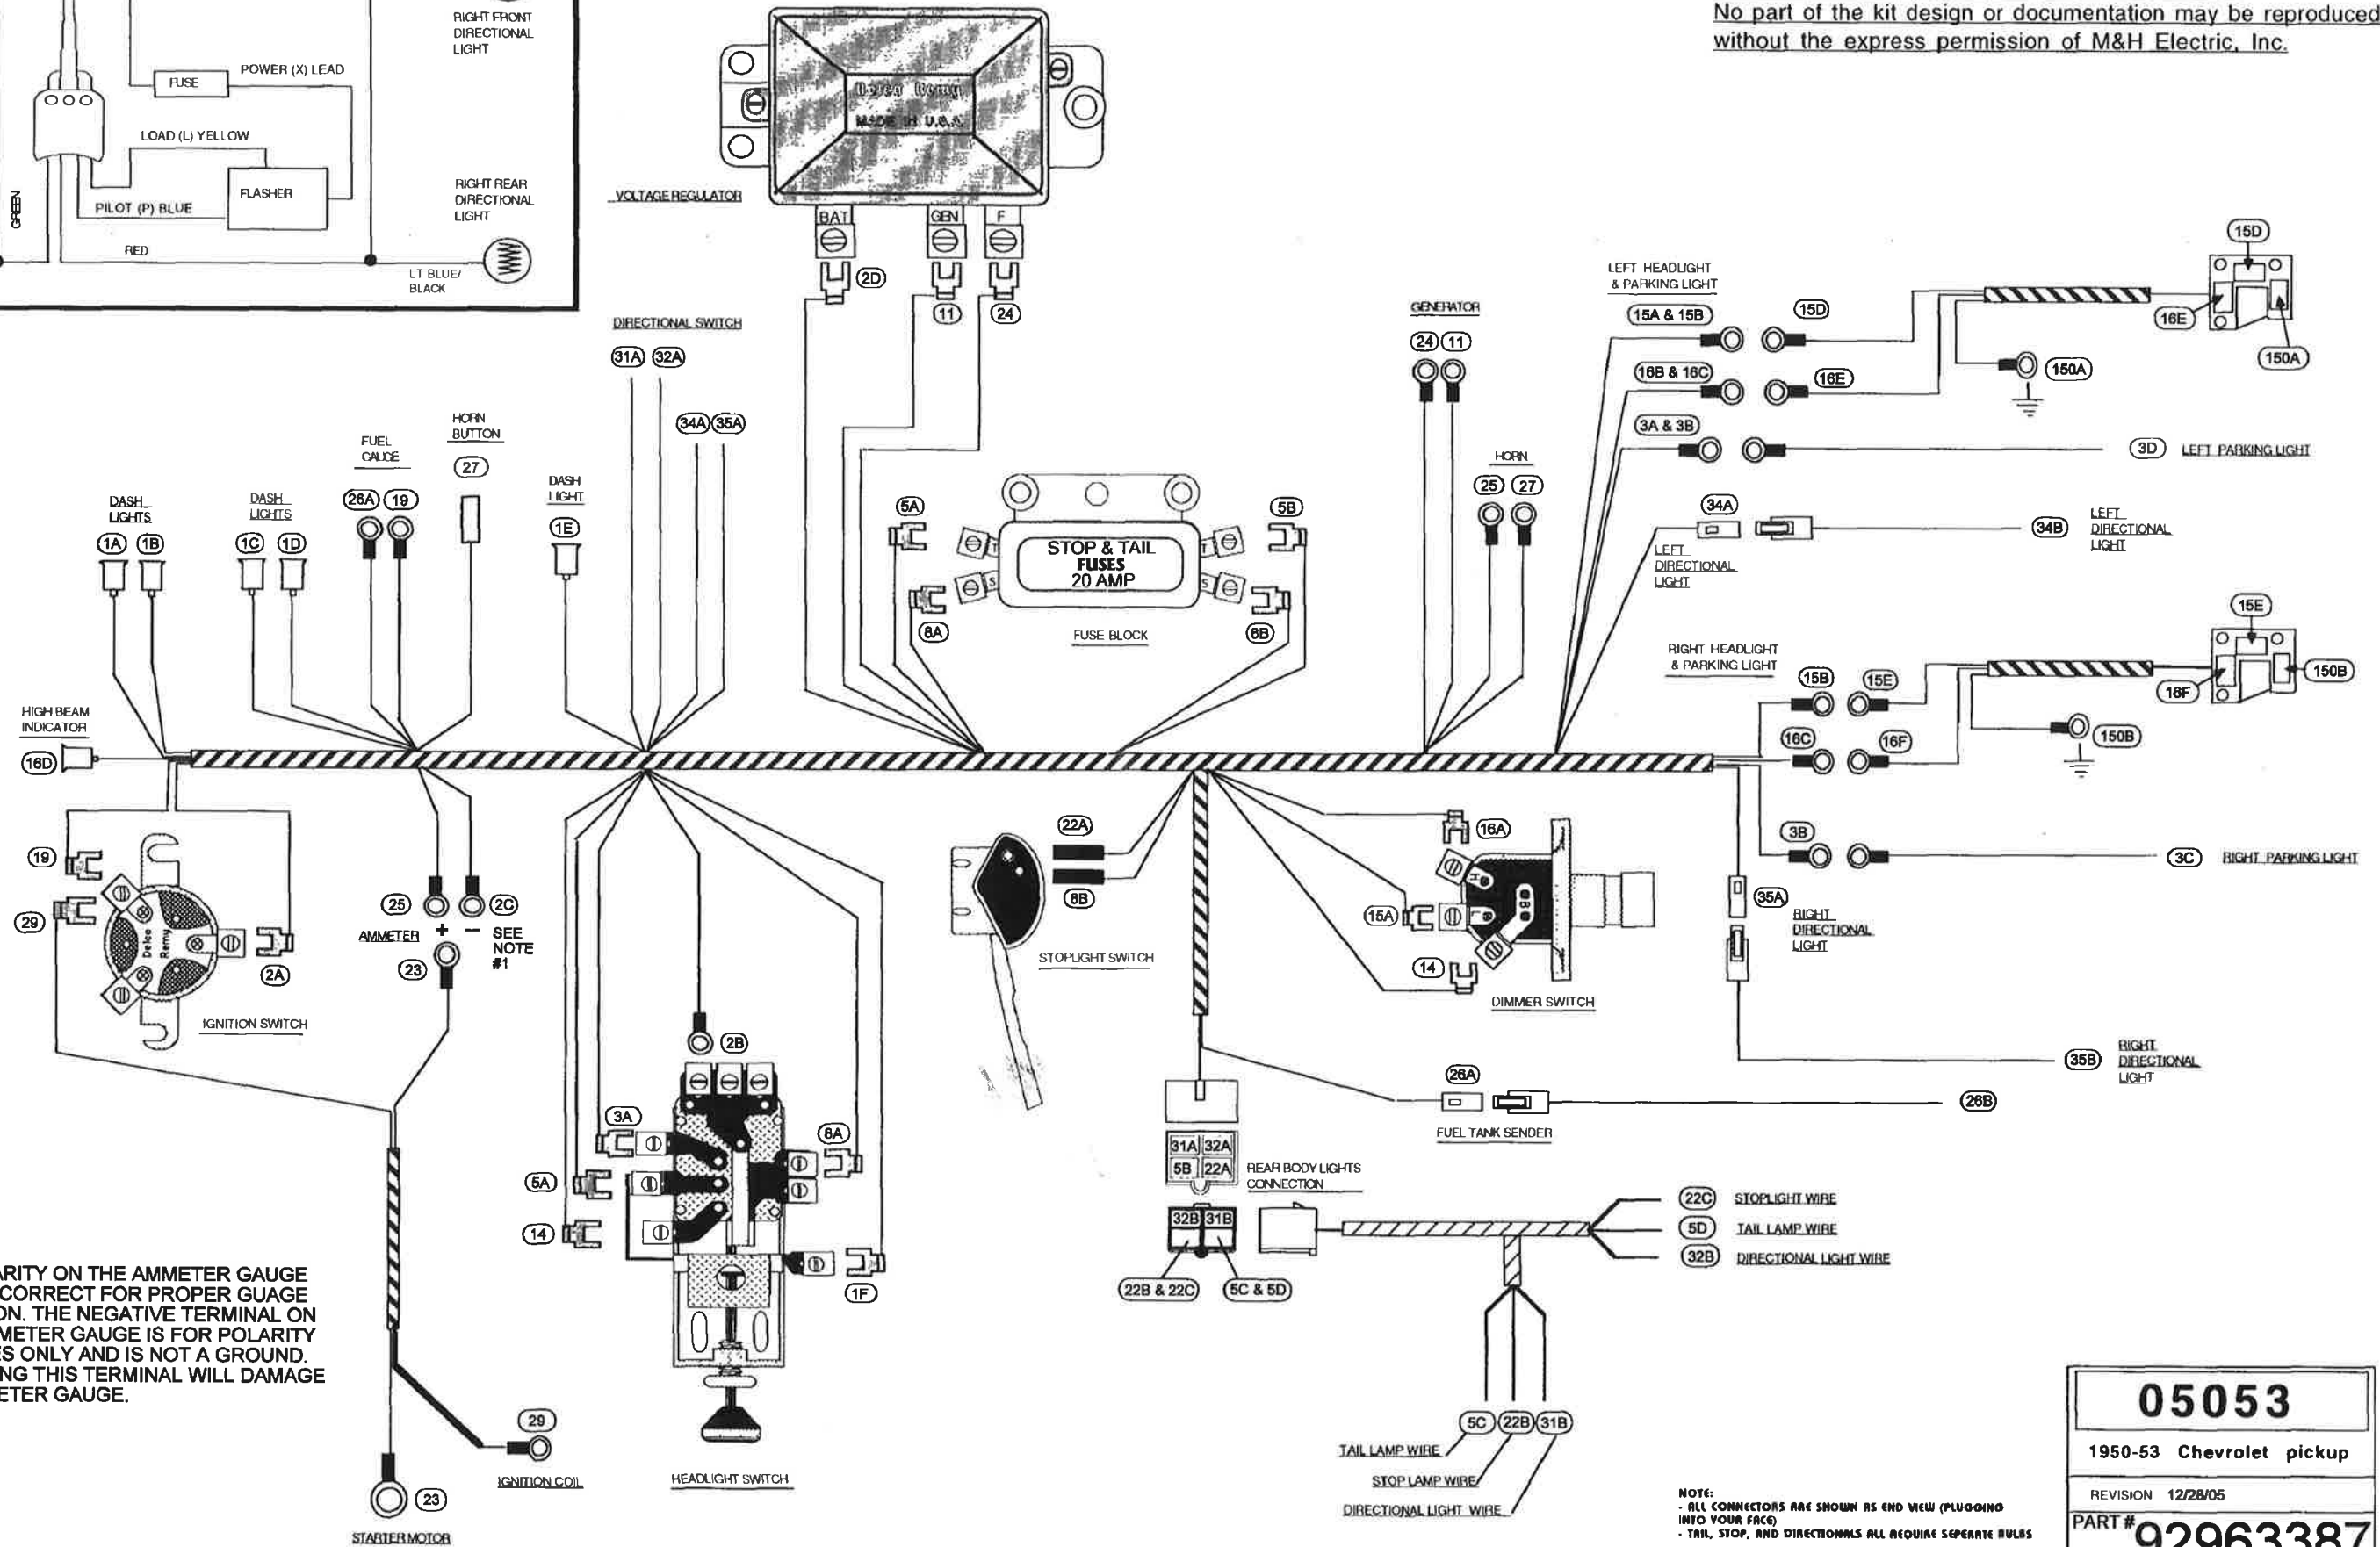 No part of the kit design or documentation may be reproduced
without the express permission of M&H Electric, Inc.
RIGHT FRONT
DIRECTIONAL
LIGHT
FUSE
POWER (X) LEAD
LOAD (L) YELLOW
FLASHER
PILOT (P) BLUE
GREEN
RED
RIGHT REAR
DIRECTIONAL
LIGHT
LT BLUE/
BLACK
Delco Remy
MADE IN U.S.A.
VOLTAGE REGULATOR
BAT
GEN
F
2D
11
24
DIRECTIONAL SWITCH
31A
32A
34A
35A
DASH
LIGHTS
1A
1B
DASH
LIGHTS
1C
1D
FUEL
GAUGE
26A
19
HORN
BUTTON
27
DASH
LIGHT
1E
5A
8A
T
S
STOP & TAIL
FUSES
20 AMP
T
S
5B
8B
FUSE BLOCK
GENERATOR
24
11
HORN
25
27
LEFT HEADLIGHT
& PARKING LIGHT
15A & 15B
15D
16B & 16C
16E
150A
15D
16E
150A
3A & 3B
3D
LEFT PARKING LIGHT
34A
LEFT
DIRECTIONAL
LIGHT
34B
LEFT
DIRECTIONAL
LIGHT
RIGHT HEADLIGHT
& PARKING LIGHT
15B
15E
16C
16F
150B
15E
16F
150B
3B
3C
RIGHT PARKING LIGHT
35A
RIGHT
DIRECTIONAL
LIGHT
35B
RIGHT
DIRECTIONAL
LIGHT
HIGH BEAM
INDICATOR
16D
19
29
Delco
Remy
2A
IGNITION SWITCH
25
2C
AMMETER
+
–
SEE
NOTE
#1
23
2B
3A
5A
14
8A
1F
HEADLIGHT SWITCH
22A
8B
STOPLIGHT SWITCH
16A
15A
14
H
L
B
DIMMER SWITCH
26A
26B
FUEL TANK SENDER
31A 32A
5B 22A
REAR BODY LIGHTS
CONNECTION
32B 31B
22B & 22C
5C & 5D
22C
STOPLIGHT WIRE
5D
TAIL LAMP WIRE
32B
DIRECTIONAL LIGHT WIRE
5C
22B
31B
TAIL LAMP WIRE
STOP LAMP WIRE
DIRECTIONAL LIGHT WIRE
ARITY ON THE AMMETER GAUGE
CORRECT FOR PROPER GUAGE
ON. THE NEGATIVE TERMINAL ON
METER GAUGE IS FOR POLARITY
ES ONLY AND IS NOT A GROUND.
NG THIS TERMINAL WILL DAMAGE
ETER GAUGE.
29
IGNITION COIL
23
STARTER MOTOR
NOTE:
- ALL CONNECTORS ARE SHOWN AS END VIEW (PLUGGING
INTO YOUR FACE)
- TAIL, STOP, AND DIRECTIONALS ALL REQUIRE SEPERATE BULBS
05053
1950-53 Chevrolet pickup
REVISION 12/28/05
PART # 92963387